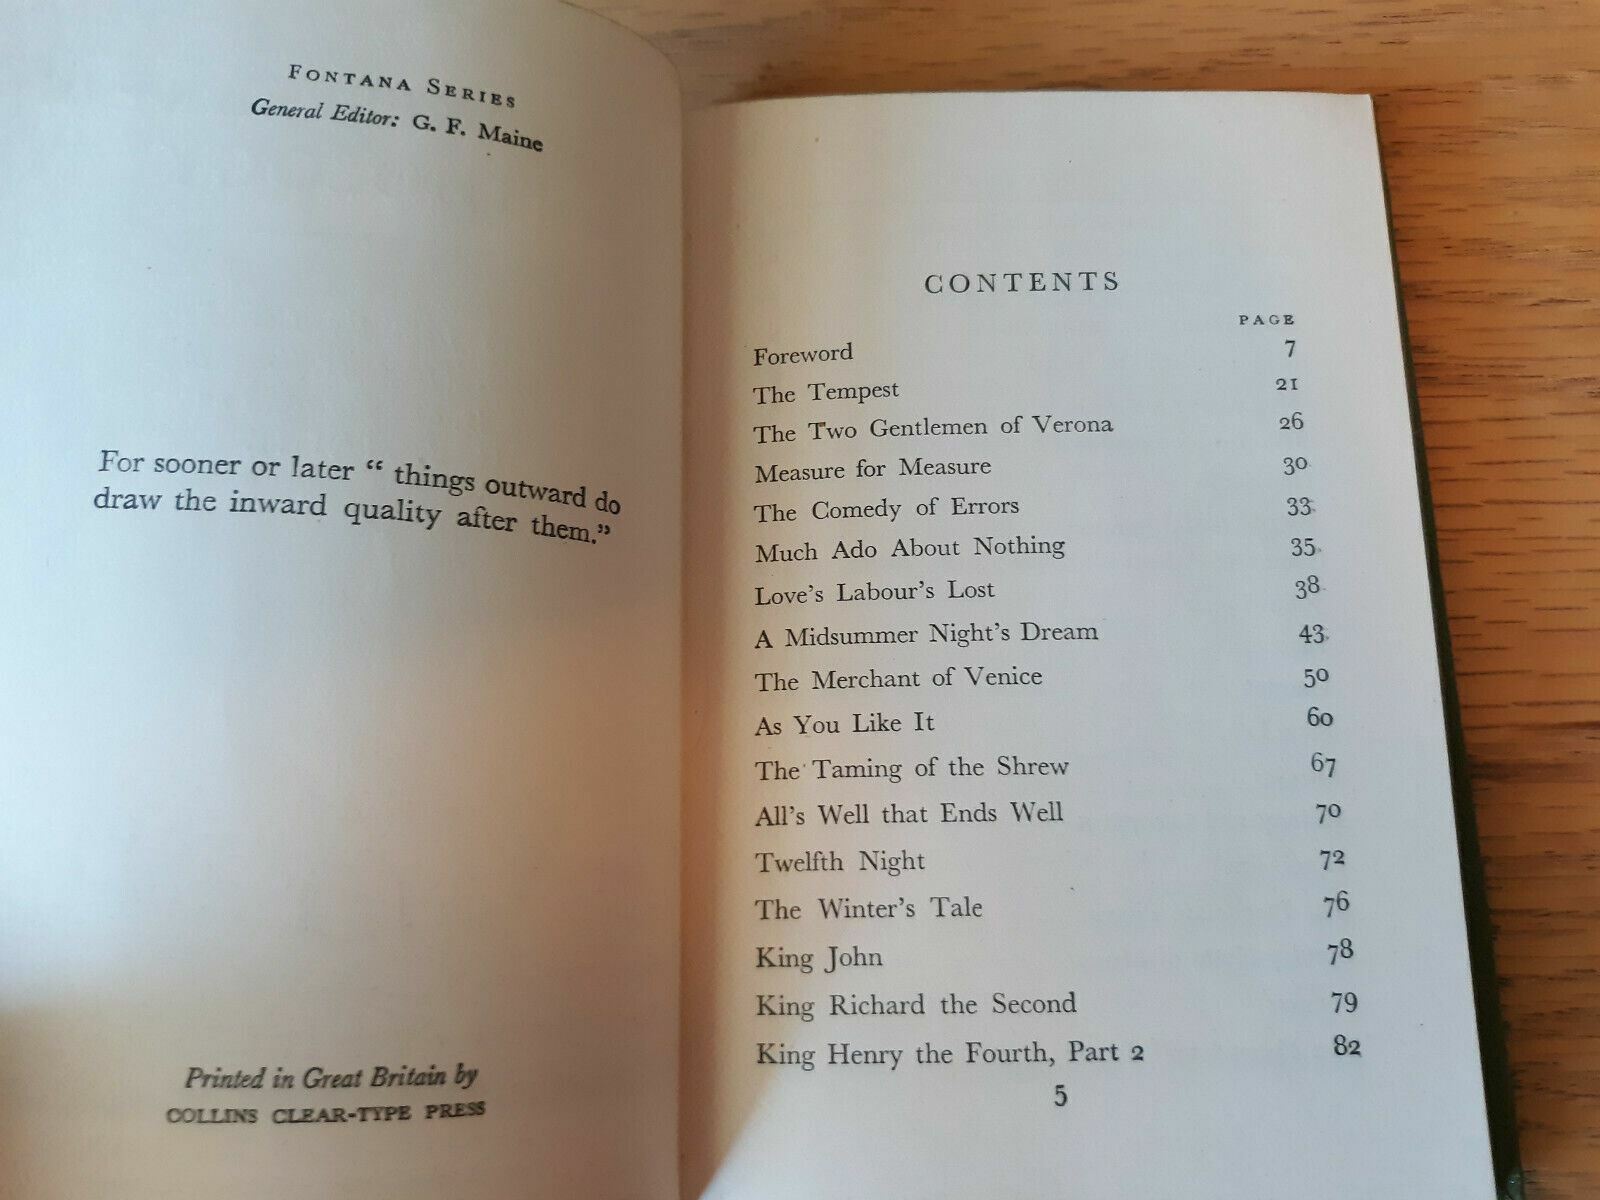 FONTANA SERIES
General Editor: G. F. Maine
For sooner or later “ things outward do
draw the inward quality after them.”
Printed in Great Britain by
COLLINS CLEAR-TYPE PRESS
CONTENTS
PAGE
Foreword 7
The Tempest 21
The Two Gentlemen of Verona 26
Measure for Measure 30
The Comedy of Errors 33
Much Ado About Nothing 35
Love’s Labour’s Lost 38
A Midsummer Night’s Dream 43
The Merchant of Venice 50
As You Like It 60
The Taming of the Shrew 67
All’s Well that Ends Well 70
Twelfth Night 72
The Winter’s Tale 76
King John 78
King Richard the Second 79
King Henry the Fourth, Part 2 82
5